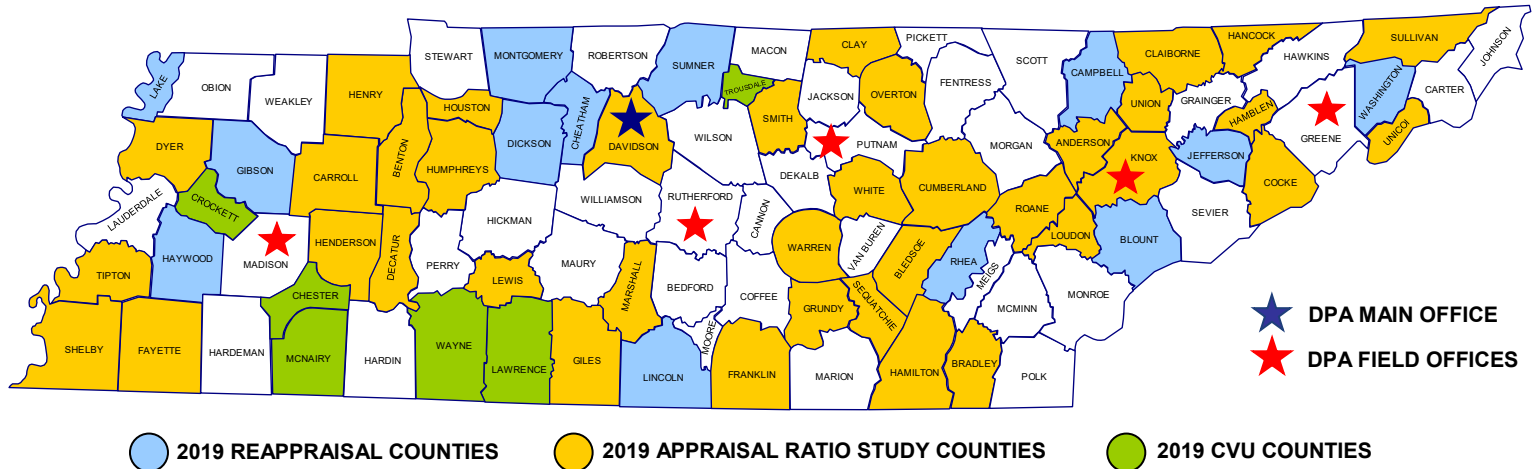 STEWART
MONTGOMERY
ROBERTSON
SUMNER
MACON
CLAY
PICKETT
SCOTT
CAMPBELL
CLAIBORNE
HANCOCK
HAWKINS
SULLIVAN
JOHNSON
LAKE
OBION
WEAKLEY
HENRY
HOUSTON
CHEATHAM
TROUSDALE
JACKSON
OVERTON
FENTRESS
UNION
GRAINGER
HAMBLEN
WASHINGTON
CARTER
DYER
GIBSON
CARROLL
BENTON
HUMPHREYS
DICKSON
DAVIDSON
WILSON
SMITH
PUTNAM
MORGAN
ANDERSON
KNOX
JEFFERSON
GREENE
UNICOI
LAUDERDALE
CROCKETT
HICKMAN
WILLIAMSON
RUTHERFORD
CANNON
DEKALB
WHITE
CUMBERLAND
ROANE
LOUDON
SEVIER
COCKE
TIPTON
HAYWOOD
MADISON
HENDERSON
DECATUR
PERRY
LEWIS
MAURY
MARSHALL
BEDFORD
COFFEE
WARREN
VAN BUREN
BLEDSOE
RHEA
MEIGS
MCMINN
MONROE
BLOUNT
SHELBY
FAYETTE
HARDEMAN
CHESTER
MCNAIRY
HARDIN
WAYNE
LAWRENCE
GILES
LINCOLN
MOORE
FRANKLIN
GRUNDY
SEQUATCHIE
MARION
HAMILTON
BRADLEY
POLK
DPA MAIN OFFICE
DPA FIELD OFFICES
2019 REAPPRAISAL COUNTIES
2019 APPRAISAL RATIO STUDY COUNTIES
2019 CVU COUNTIES